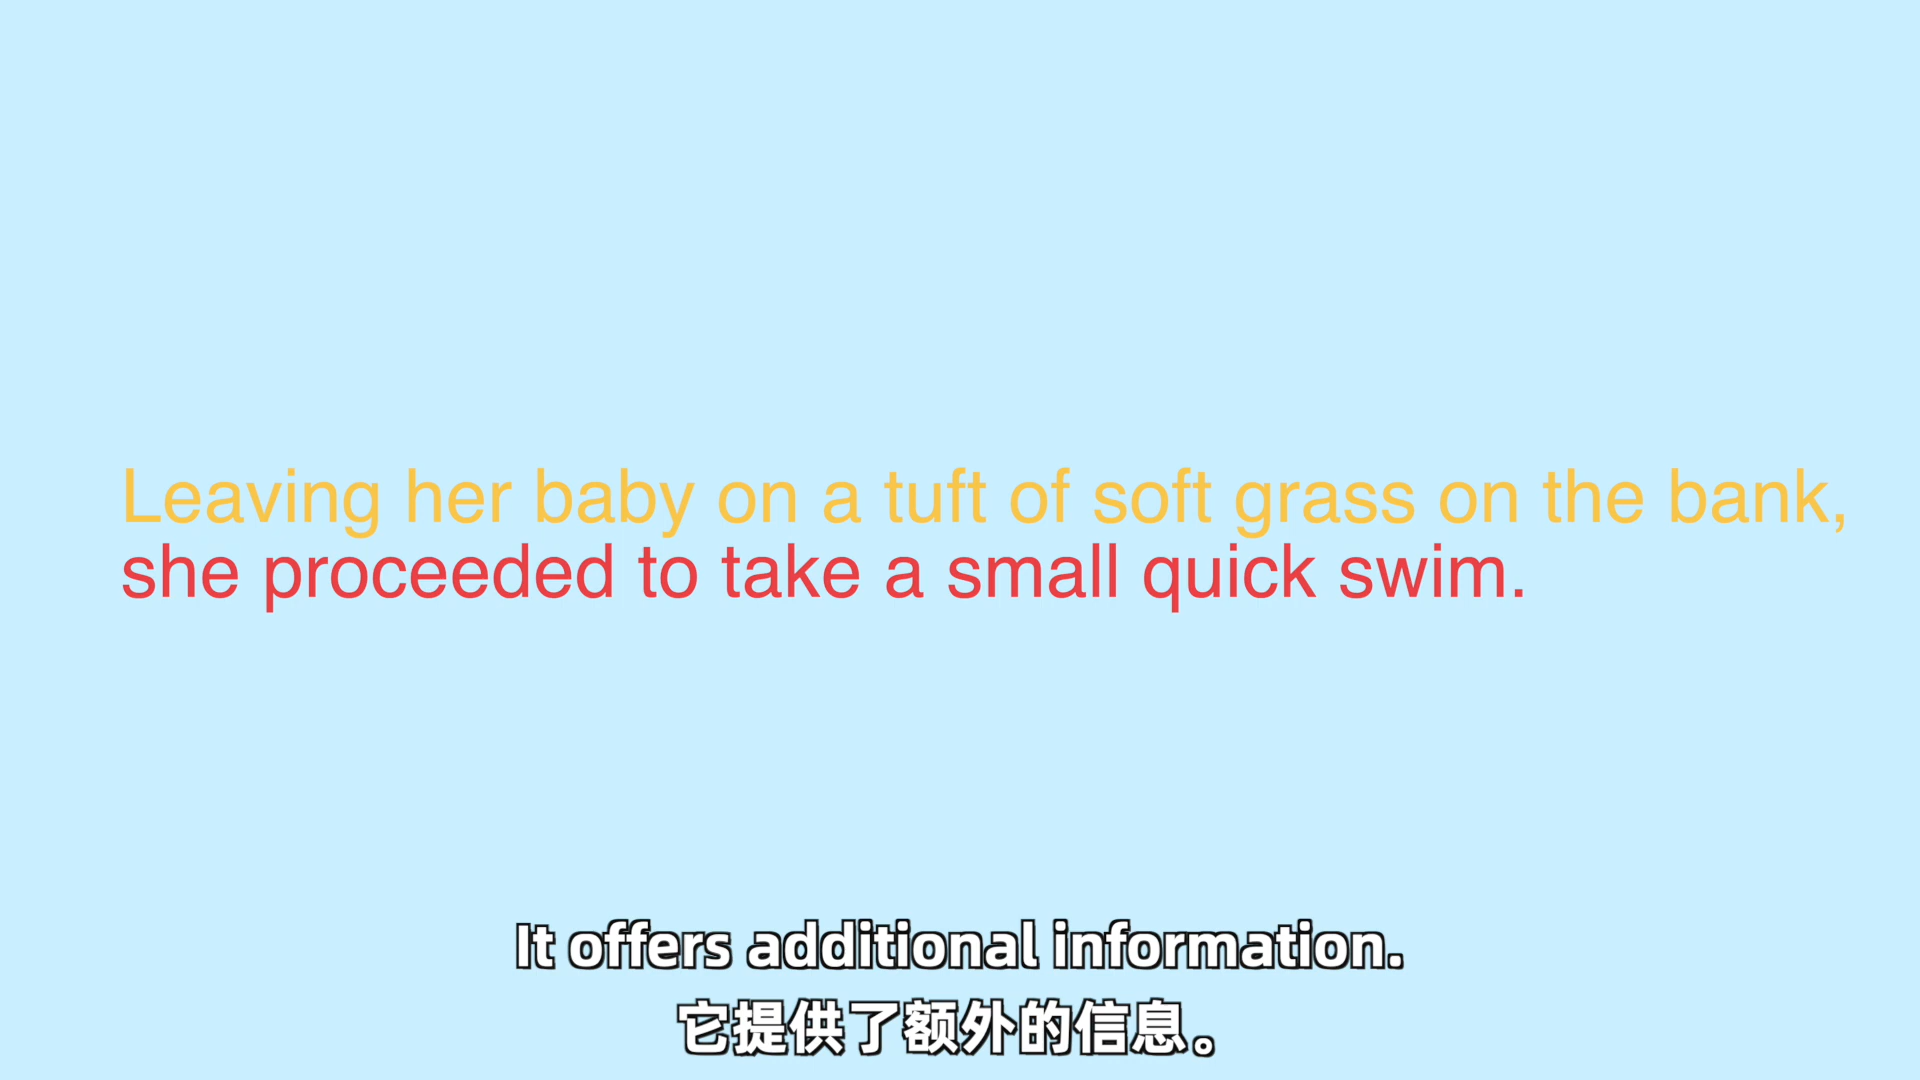 Leaving her baby on a tuft of soft grass on the bank,
she proceeded to take a small quick swim.
It offers additional information.
它提供了额外的信息。